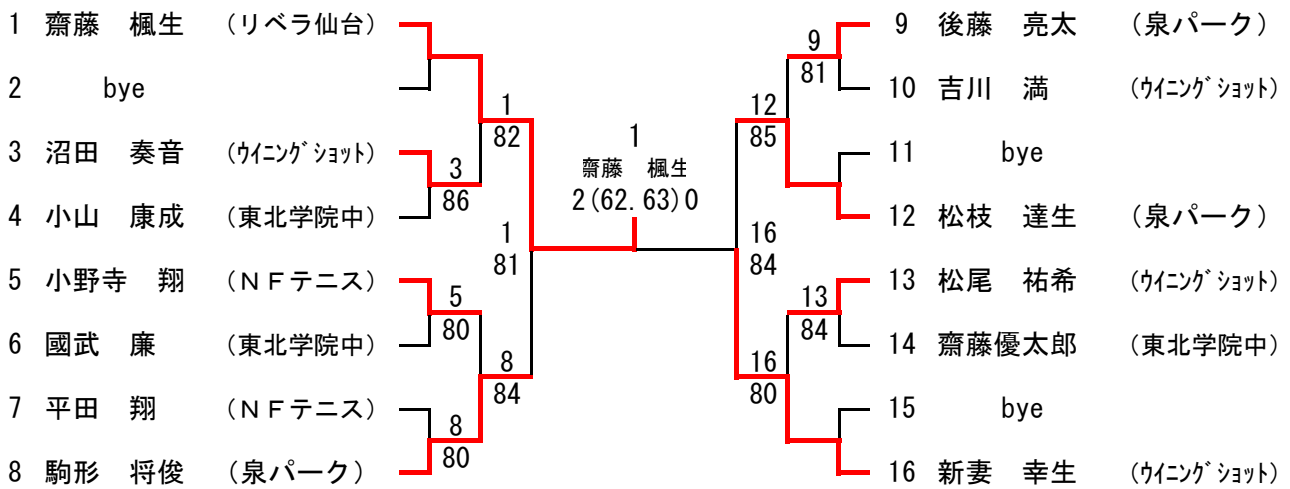 1 齋藤 楓生 （リベラ仙台）
2 bye
3 沼田 奏音 （ｳｲﾆﾝｸﾞｼｮｯﾄ）
4 小山 康成 （東北学院中）
5 小野寺 翔 （ＮＦテニス）
6 國武 廉 （東北学院中）
7 平田 翔 （ＮＦテニス）
8 駒形 将俊 （泉パーク）
3
86
5
80
8
80
1
82
8
84
1
81
1
齋藤 楓生
2(62.63)0
16
84
12
85
16
80
9
81
13
84
9 後藤 亮太 （泉パーク）
10 吉川 満 （ｳｲﾆﾝｸﾞｼｮｯﾄ）
11 bye
12 松枝 達生 （泉パーク）
13 松尾 祐希 （ｳｲﾆﾝｸﾞｼｮｯﾄ）
14 齋藤優太郎 （東北学院中）
15 bye
16 新妻 幸生 （ｳｲﾆﾝｸﾞｼｮｯﾄ）